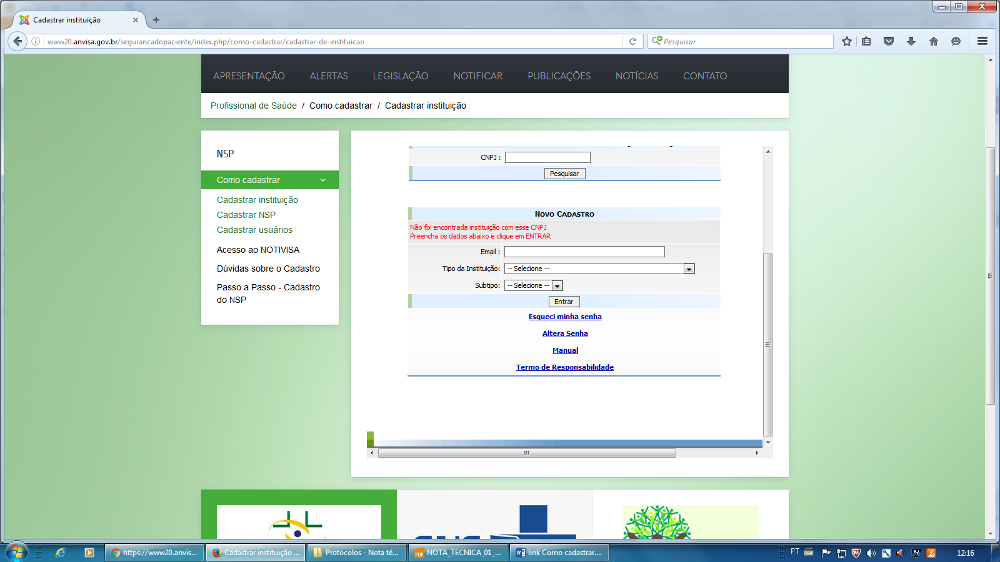 Cadastrar instituição
www20.anvisa.gov.br/segurancadopaciente/index.php/como-cadastrar/cadastrar-de-instituicao
Pesquisar
APRESENTAÇÃO ALERTAS LEGISLAÇÃO NOTIFICAR PUBLICAÇÕES NOTÍCIAS CONTATO
Profissional de Saúde / Como cadastrar / Cadastrar instituição
NSP
Como cadastrar
Cadastrar instituição
Cadastrar NSP
Cadastrar usuários
Acesso ao NOTIVISA
Dúvidas sobre o Cadastro
Passo a Passo - Cadastro
do NSP
CNPJ :
Pesquisar
Novo Cadastro
Não foi encontrada instituição com esse CNPJ
Preencha os dados abaixo e clique em ENTRAR
Email :
Tipo da Instituição: -- Selecione --
Subtipo: -- Selecione --
Entrar
Esqueci minha senha
Altera Senha
Manual
Termo de Responsabilidade
https://www20.anvis... Cadastrar instituição ... Protocolos - Nota té... NOTA_TECNICA_01_... link Como cadastrar.... PT 12:16